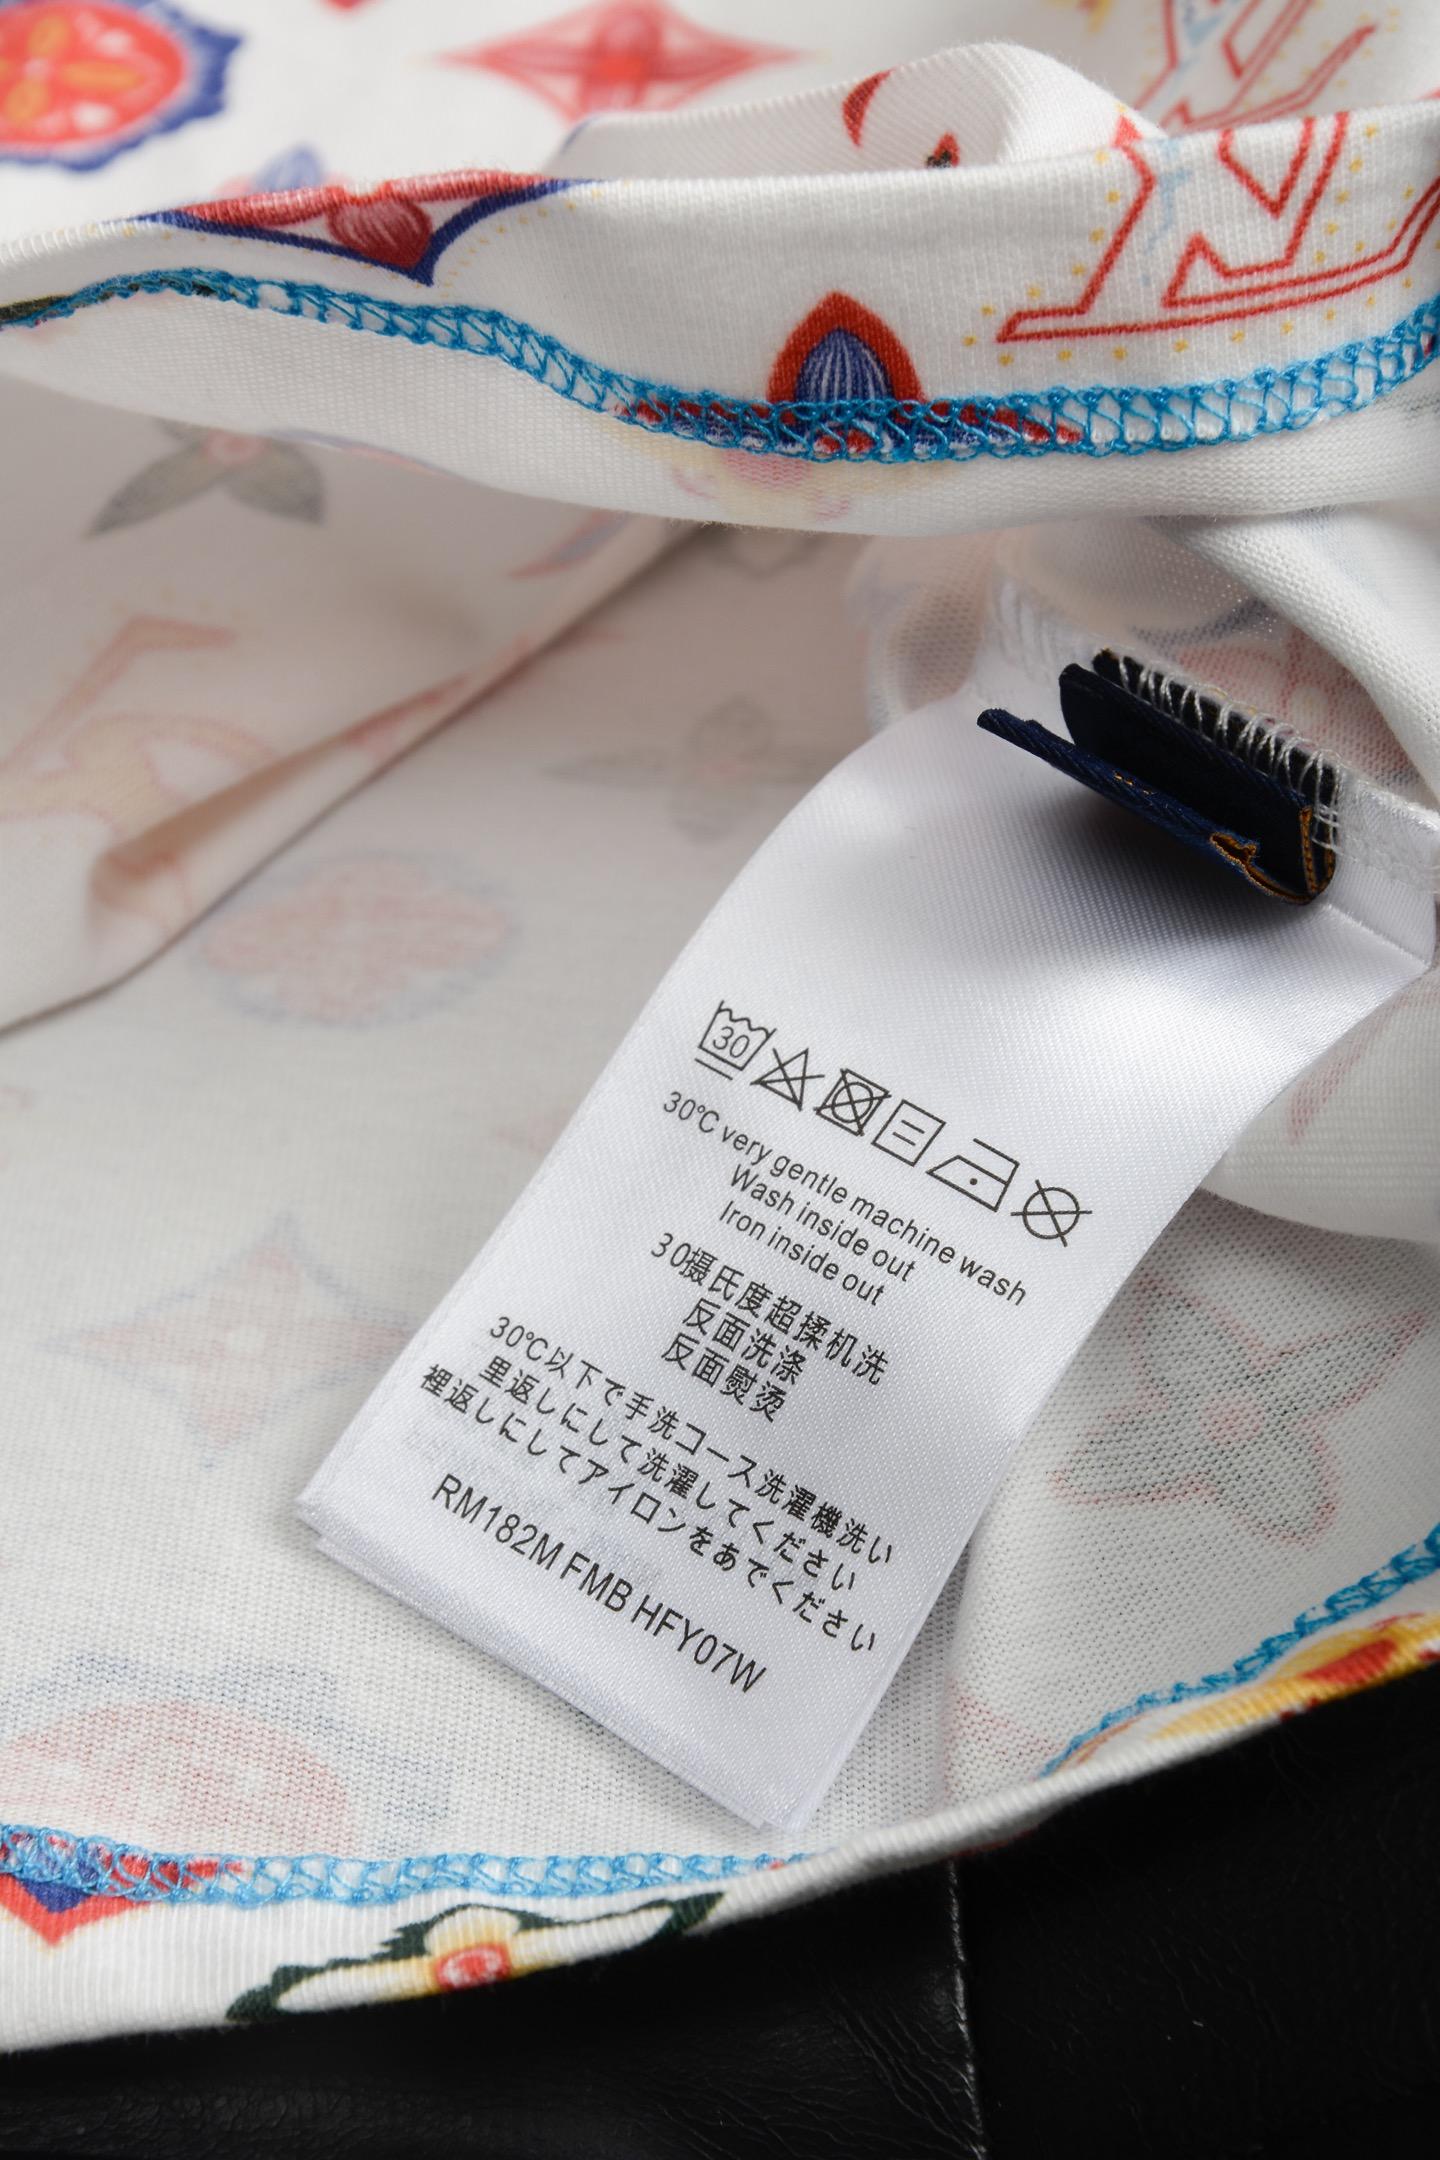 30
30℃ very gentle machine wash
Wash inside out
Iron inside out
30摄氏度超揉机洗
反面洗涤
反面熨烫
30℃以下で手洗コース洗濯機洗い
里返しにして洗濯してください
裡返しにしてアイロンをあでください
RM182M FMB HFY07W